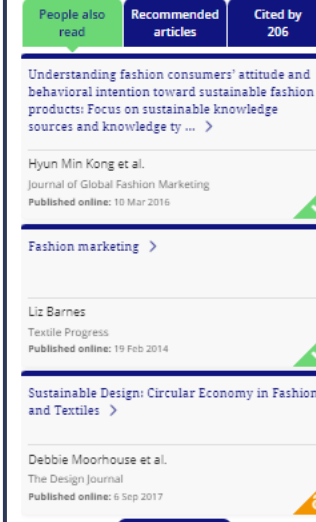 People also read
Recommended articles
Cited by 206
Understanding fashion consumers' attitude and
behavioral intention toward sustainable fashion
products: Focus on sustainable knowledge
sources and knowledge ty ... >
Hyun Min Kong et al.
Journal of Global Fashion Marketing
Published online: 10 Mar 2016
Fashion marketing >
Liz Barnes
Textile Progress
Published online: 19 Feb 2014
Sustainable Design: Circular Economy in Fashion
and Textiles >
Debbie Moorhouse et al.
The Design Journal
Published online: 6 Sep 2017